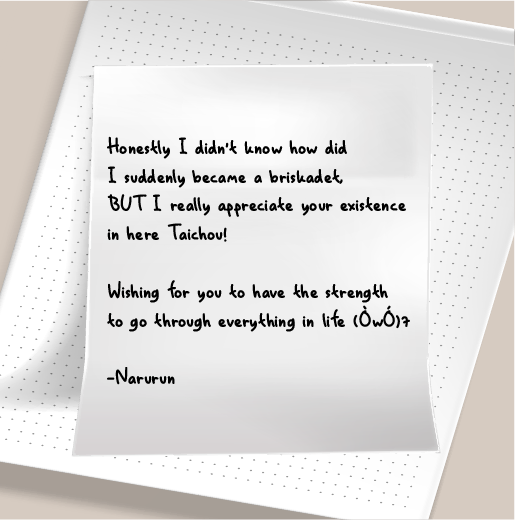 Honestly I didn't know how did
I suddenly became a briskadet,
BUT I really appreciate your existence
in here Taichou!
Wishing for you to have the strength
to go through everything in life (ÒwÓ)7
-Narurun